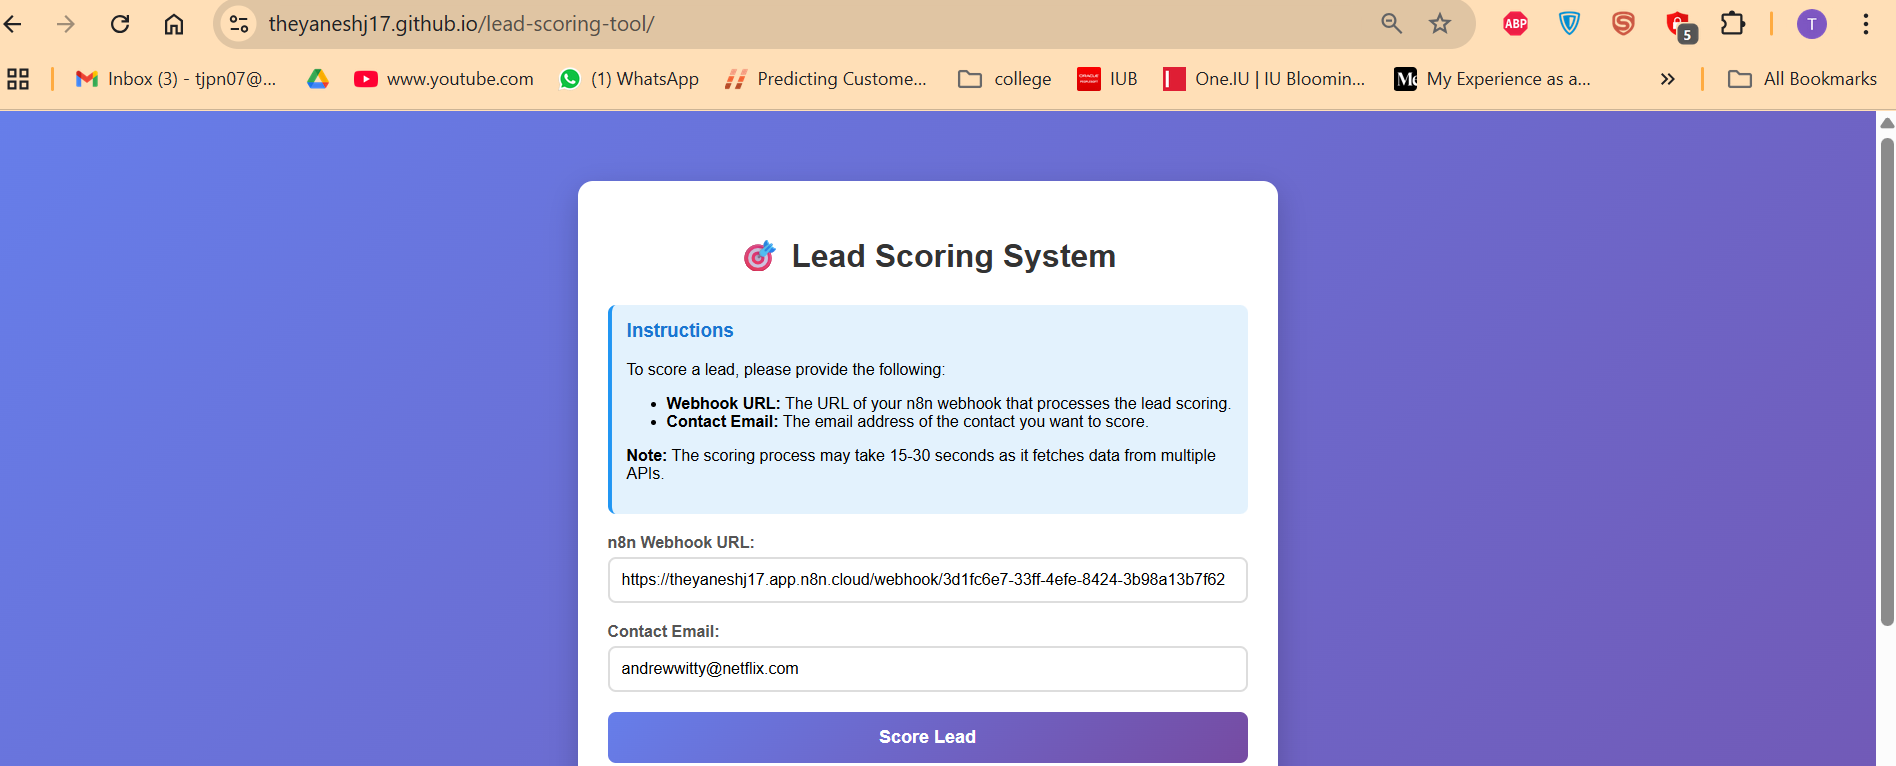 theyaneshj17.github.io/lead-scoring-tool/
ABP
5
T
Inbox (3) - tjpn07@...
www.youtube.com
(1) WhatsApp
Predicting Custome...
college
ORACLE
IUB
One.IU | IU Bloomin...
Me
My Experience as a...
»
All Bookmarks
Lead Scoring System
Instructions
To score a lead, please provide the following:
• Webhook URL: The URL of your n8n webhook that processes the lead scoring.
• Contact Email: The email address of the contact you want to score.
Note: The scoring process may take 15-30 seconds as it fetches data from multiple
APIs.
n8n Webhook URL:
https://theyaneshj17.app.n8n.cloud/webhook/3d1fc6e7-33ff-4efe-8424-3b98a13b7f62
Contact Email:
andrewwitty@netflix.com
Score Lead